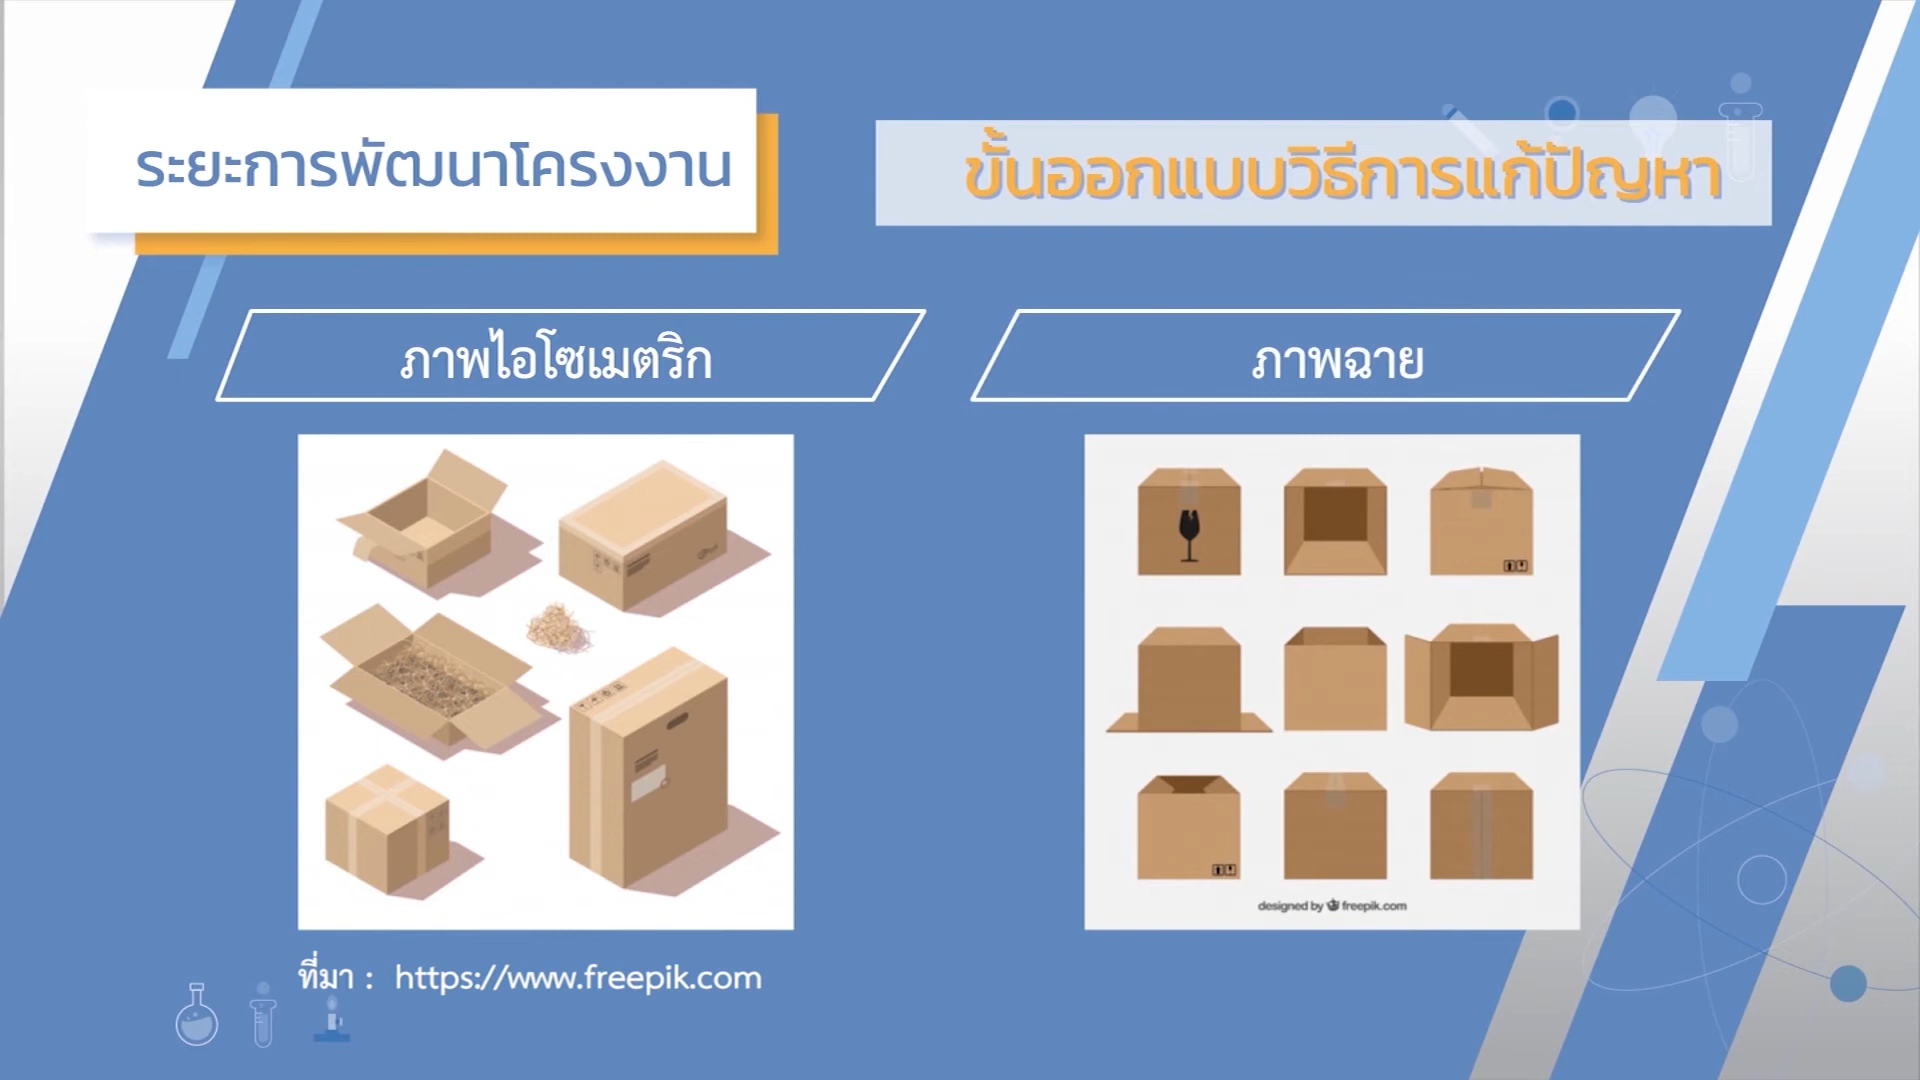 ระยะการพัฒนาโครงงาน
ขั้นออกแบบวิธีการแก้ปัญหา
ภาพไอโซเมตริก
ภาพฉาย
designed by freepik.com
ที่มา : https://www.freepik.com